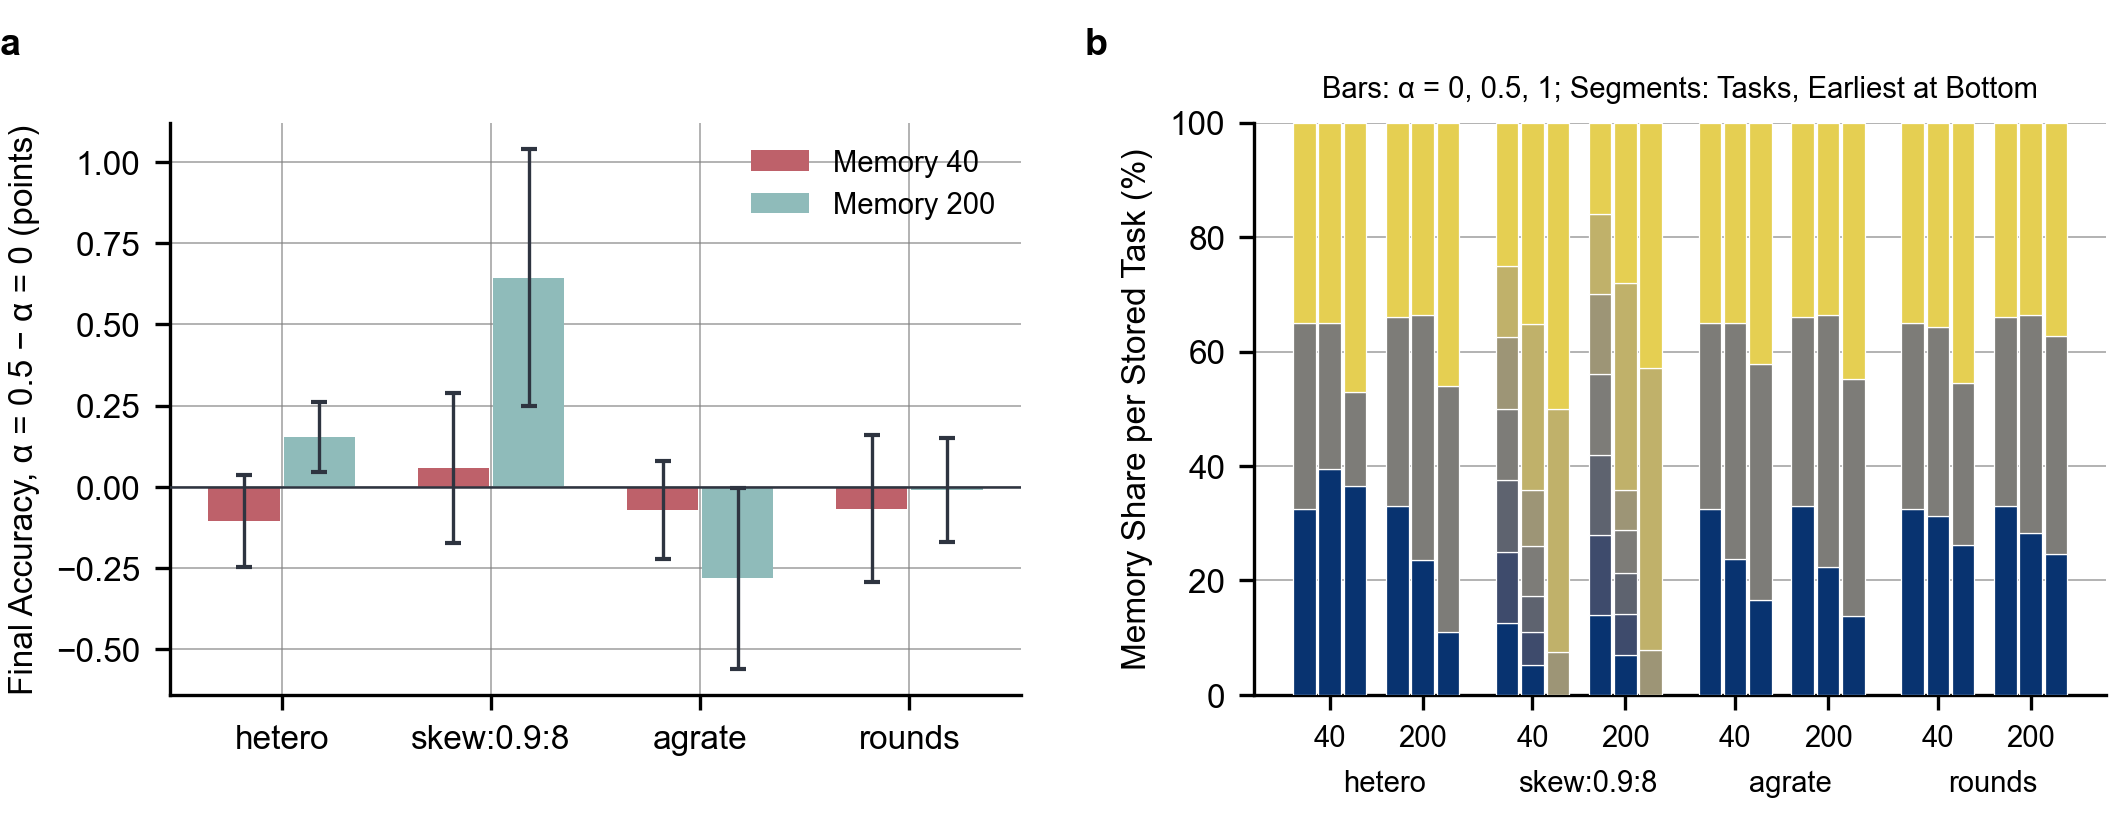 a
Final Accuracy, α = 0.5 − α = 0 (points)
1.00
0.75
0.50
0.25
0.00
−0.25
−0.50
Memory 40
Memory 200
hetero
skew:0.9:8
agrate
rounds
b
Bars: α = 0, 0.5, 1; Segments: Tasks, Earliest at Bottom
Memory Share per Stored Task (%)
100
80
60
40
20
0
40 200 40 200 40 200 40 200
hetero skew:0.9:8 agrate rounds